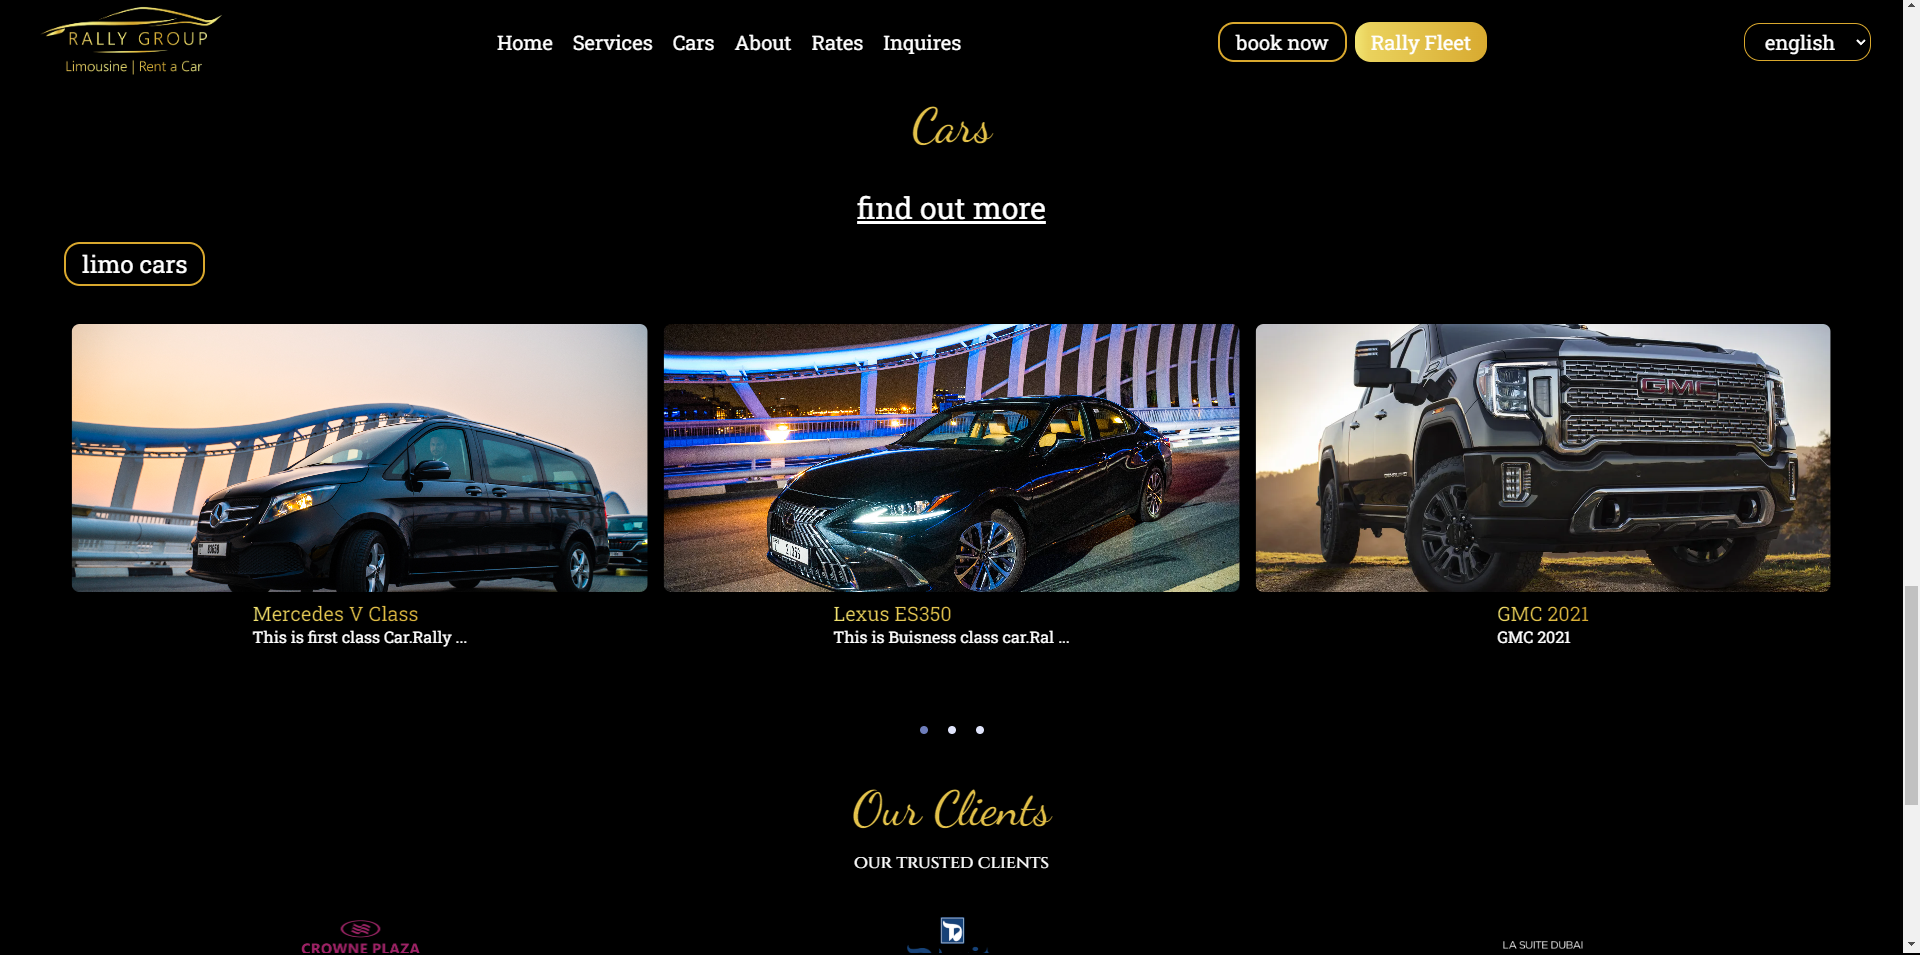 RALLY GROUP
Limousine | Rent a Car
Home Services Cars About Rates Inquires
book now
Rally Fleet
english
Cars
find out more
limo cars
GMC
Mercedes V Class
This is first class Car.Rally ...
Lexus ES350
This is Buisness class car.Ral ...
GMC 2021
GMC 2021
Our Clients
OUR TRUSTED CLIENTS
CROWNE PLAZA
LA SUITE DUBAI